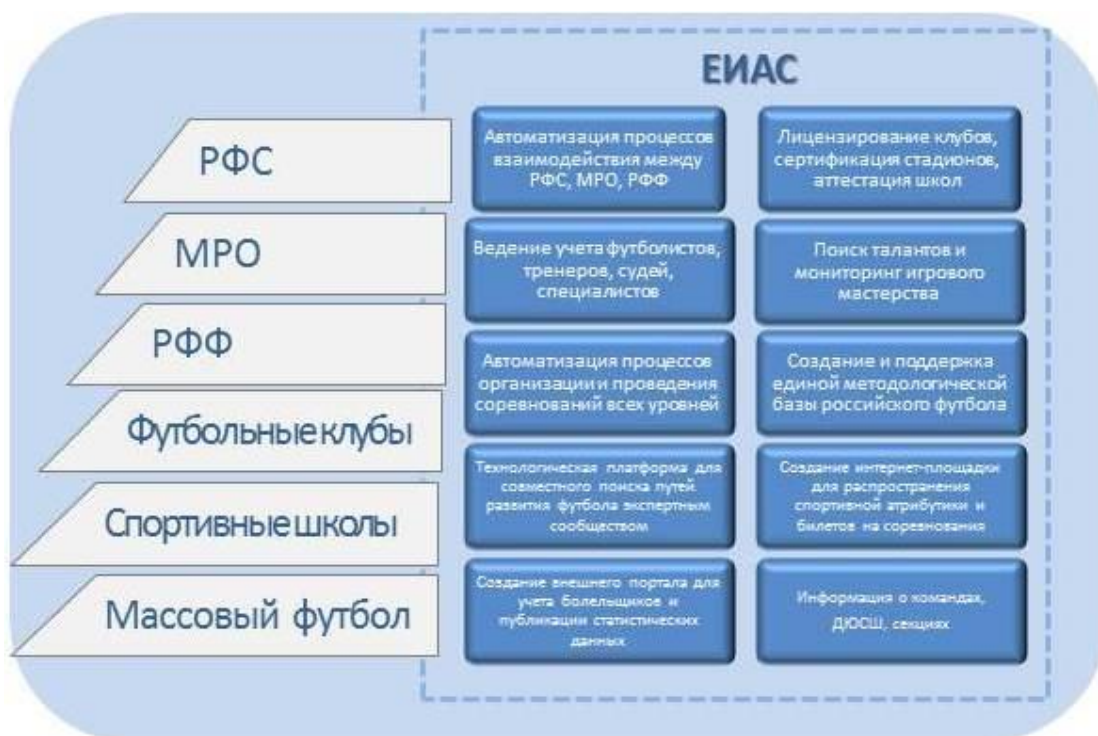 ЕИАС
РФС
МРО
РФФ
Футбольные клубы
Спортивные школы
Массовый футбол
Автоматизация процессов
взаимодействия между
РФС, МРО, РФФ
Лицензирование клубов,
сертификация стадионов,
аттестация школ
Ведение учета футболистов,
тренеров, судей,
специалистов
Поиск талантов и
мониторинг игрового
мастерства
Автоматизация процессов
организации и проведения
соревнований всех уровней
Создание и поддержка
единой методологической
базы российского футбола
Технологическая платформа для
совместного поиска путей
развития футбола экспертным
сообществом
Создание интернет-площадки
для распространения
спортивной атрибутики и
билетов на соревнования
Создание внешнего портала для
учета болельщиков и
публикации статистических
данных
Информация о командах,
ДЮСШ, секциях